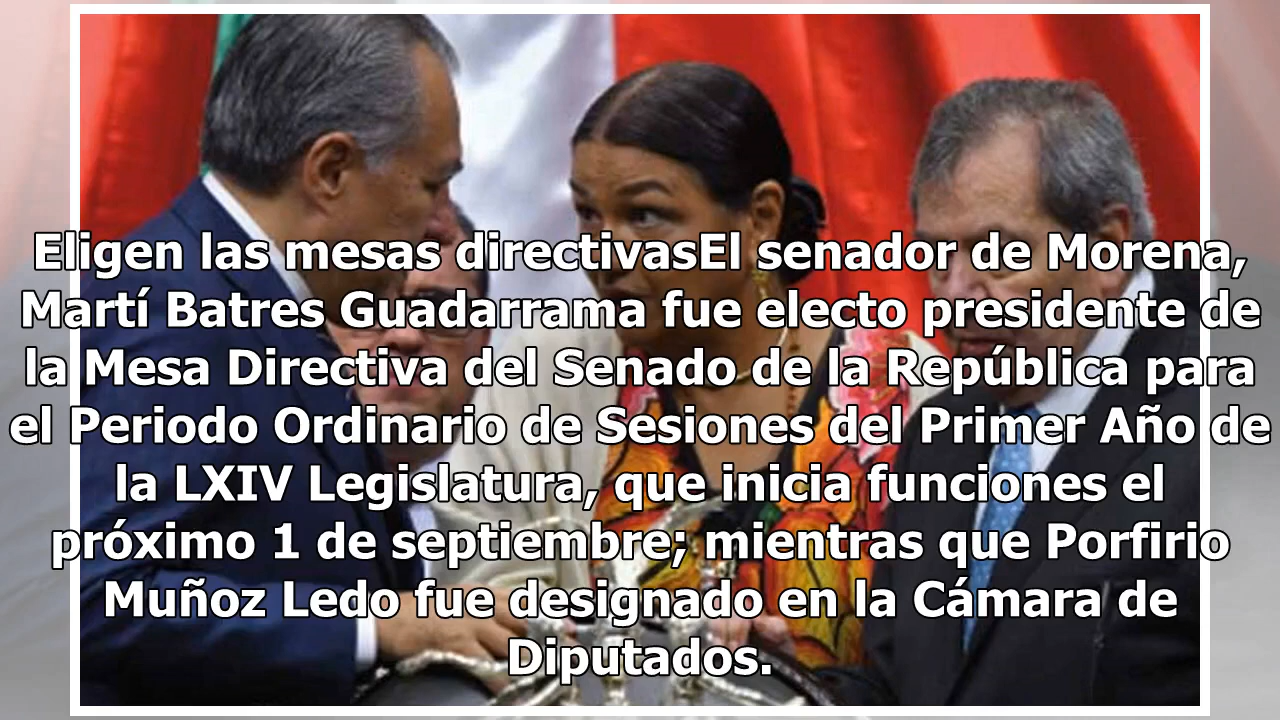 Eligen las mesas directivasEl senador de Morena,
Martí Batres Guadarrama fue electo presidente de
la Mesa Directiva del Senado de la República para
el Periodo Ordinario de Sesiones del Primer Año de
la LXIV Legislatura, que inicia funciones el
próximo 1 de septiembre; mientras que Porfirio
Muñoz Ledo fue designado en la Cámara de
Diputados.